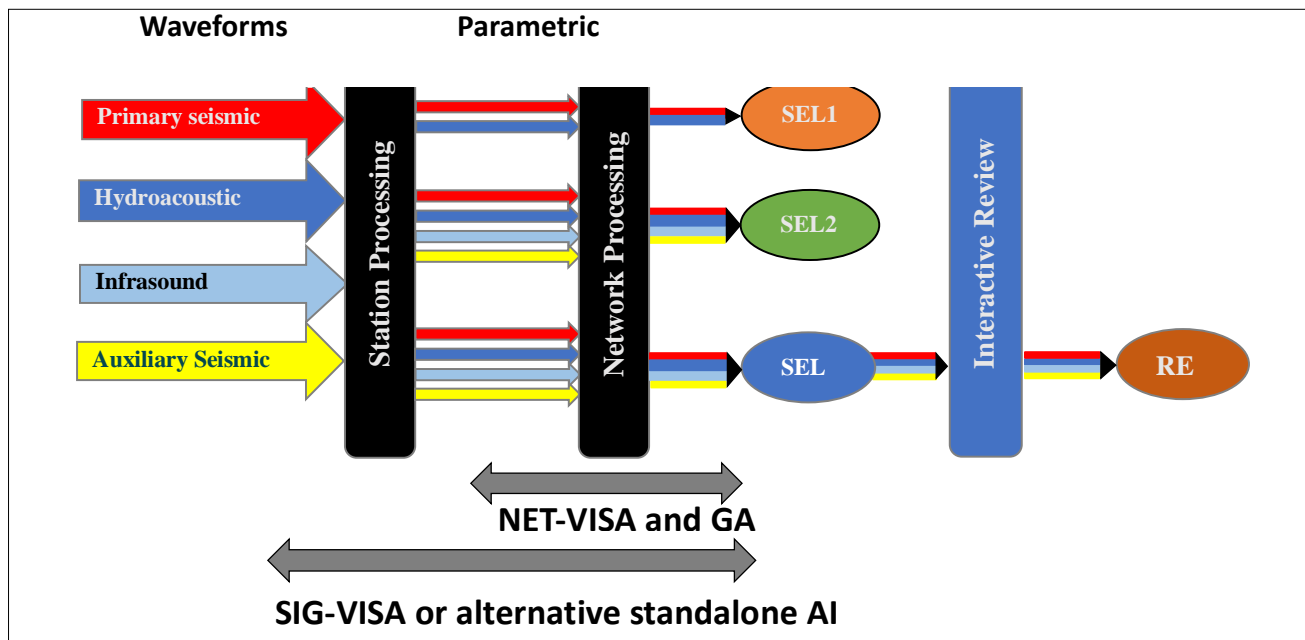 Waveforms
Parametric
Primary seismic
Hydroacoustic
Infrasound
Auxiliary Seismic
Station Processing
Network Processing
SEL1
SEL2
SEL
Interactive Review
RE
NET-VISA and GA
SIG-VISA or alternative standalone AI